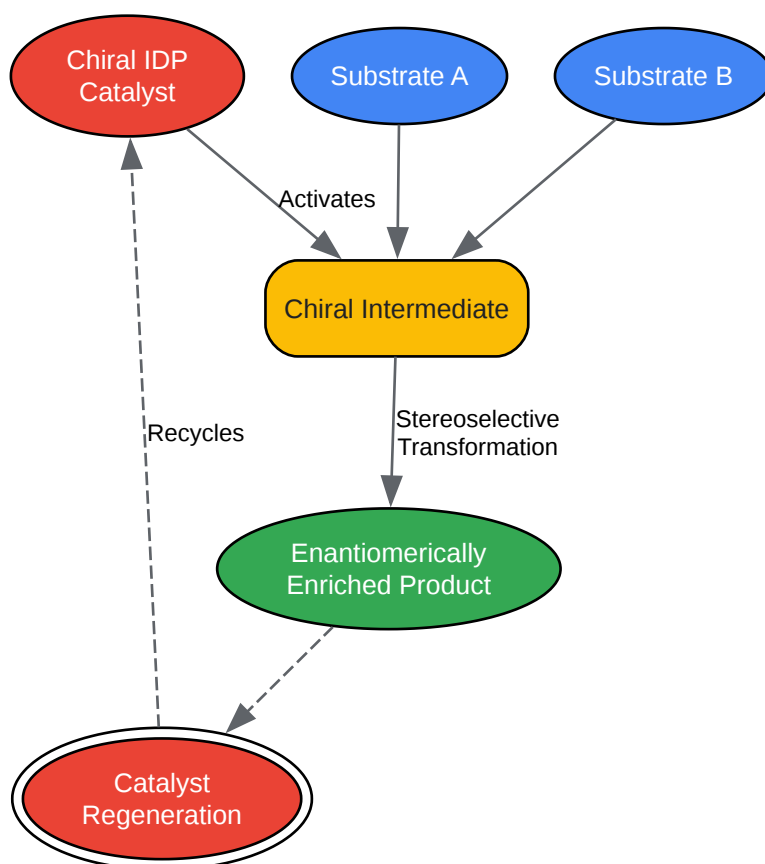 Chiral IDP
Catalyst
Substrate A
Substrate B
Activates
Chiral Intermediate
Stereoselective
Transformation
Recycles
Enantiomerically
Enriched Product
Catalyst
Regeneration